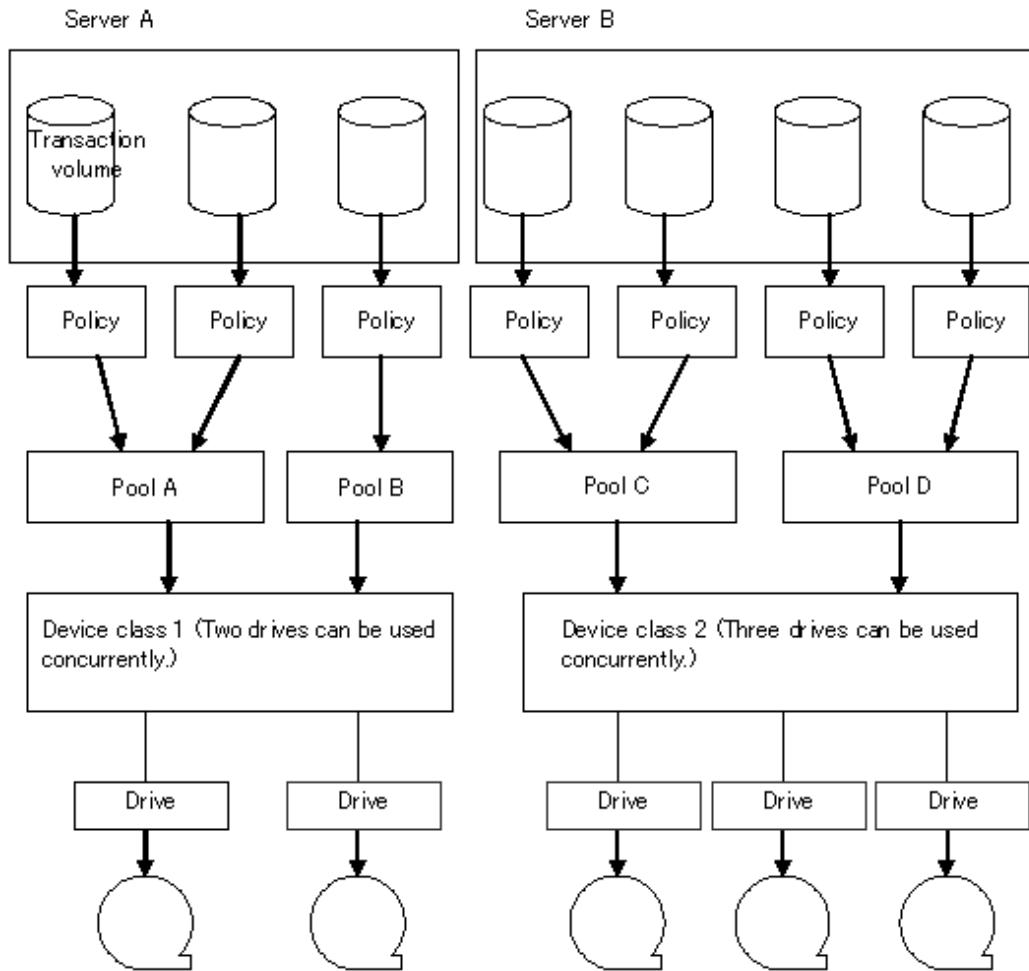 Server A
Server B
Transaction
volume
Policy
Policy
Policy
Policy
Policy
Policy
Policy
Pool A
Pool B
Pool C
Pool D
Device class 1 (Two drives can be used
concurrently.)
Device class 2 (Three drives can be used
concurrently.)
Drive
Drive
Drive
Drive
Drive